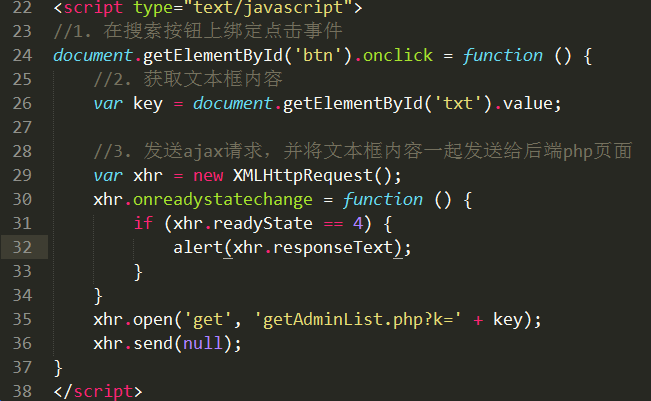 22 <script type="text/javascript">
23 //1. 在搜索按钮上绑定点击事件
24 document.getElementById('btn').onclick = function () {
25     //2. 获取文本框内容
26     var key = document.getElementById('txt').value;
27
28     //3. 发送ajax请求，并将文本框内容一起发送给后端php页面
29     var xhr = new XMLHttpRequest();
30     xhr.onreadystatechange = function () {
31         if (xhr.readyState == 4) {
32             alert(xhr.responseText);
33         }
34     }
35     xhr.open('get', 'getAdminList.php?k=' + key);
36     xhr.send(null);
37 }
38 </script>